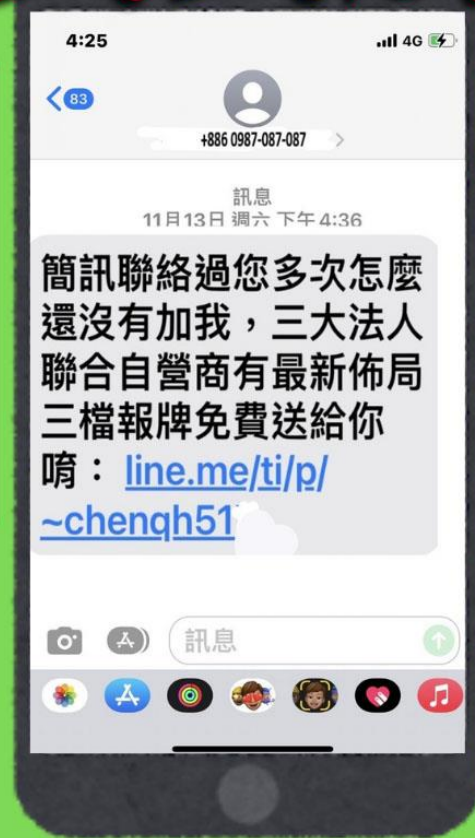 4:25
4G
83
+886 0987-087-087
訊息
11月13日 週六 下午4:36
簡訊聯絡過您多次怎麼
還沒有加我，三大法人
聯合自營商有最新佈局
三檔報牌免費送給你
唷： line.me/ti/p/
~chenqh51
訊息